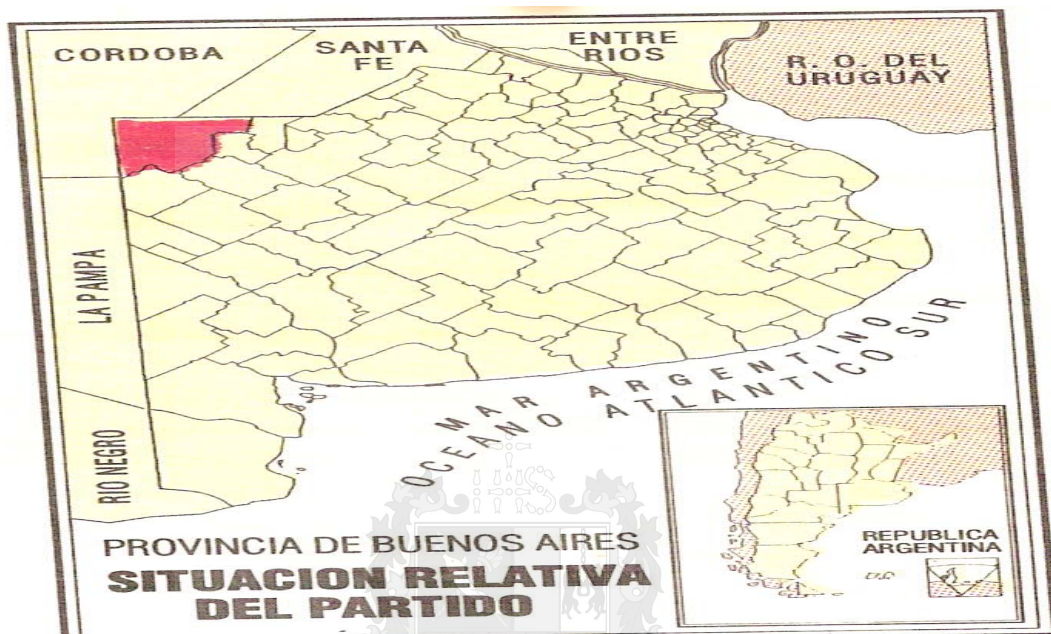 CORDOBA
SANTA
FE
ENTRE
RIOS
R. O. DEL
URUGUAY
LA PAMPA
RIO NEGRO
MAR ARGENTINO
OCEANO ATLANTICO SUR
REPUBLICA
ARGENTINA
PROVINCIA DE BUENOS AIRES
SITUACION RELATIVA
DEL PARTIDO